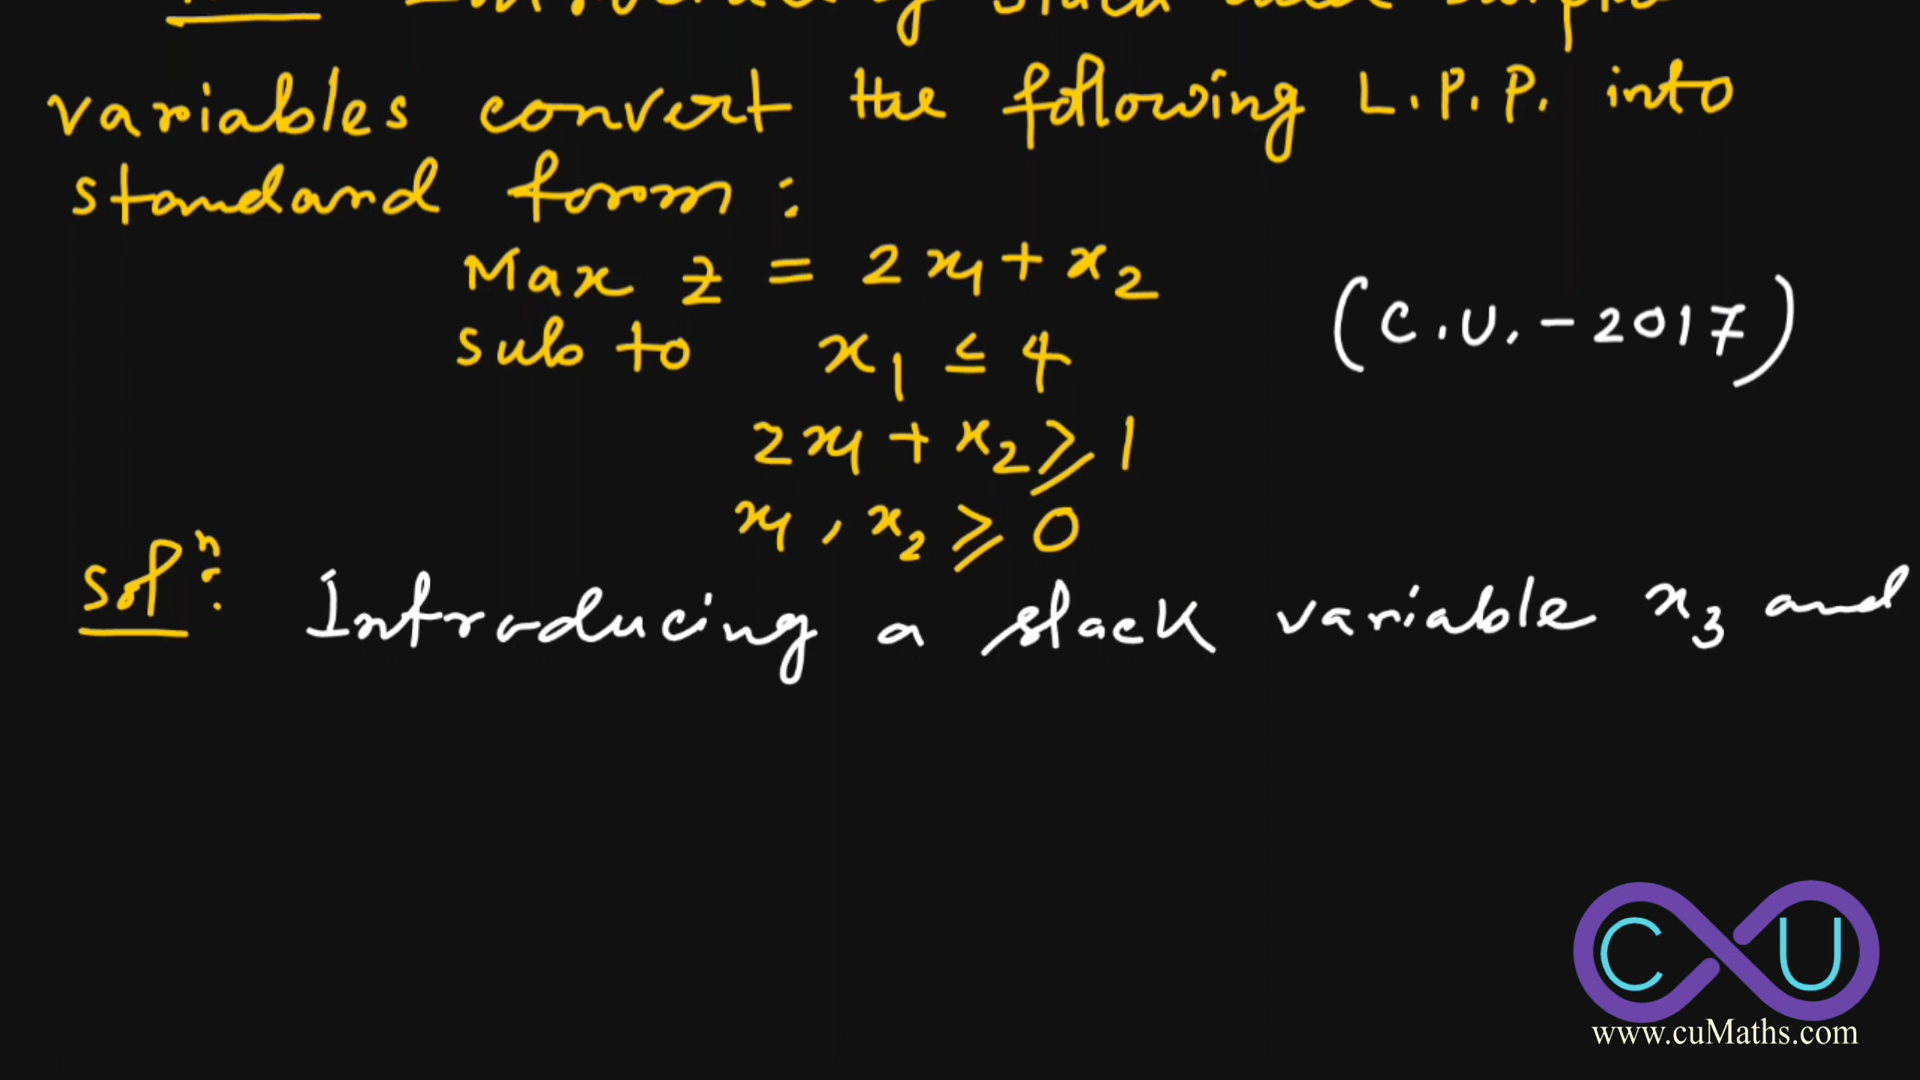 variables convert the following L.P.P. into
standard form :
Max z = 2x₁ + x₂
sub to x₁ ≤ 4
(C.U. - 2017)
2x₁ + x₂ ≥ 1
x₁ , x₂ ≥ 0
Solⁿ: Introducing a slack variable x₃ and
C U
www.cuMaths.com